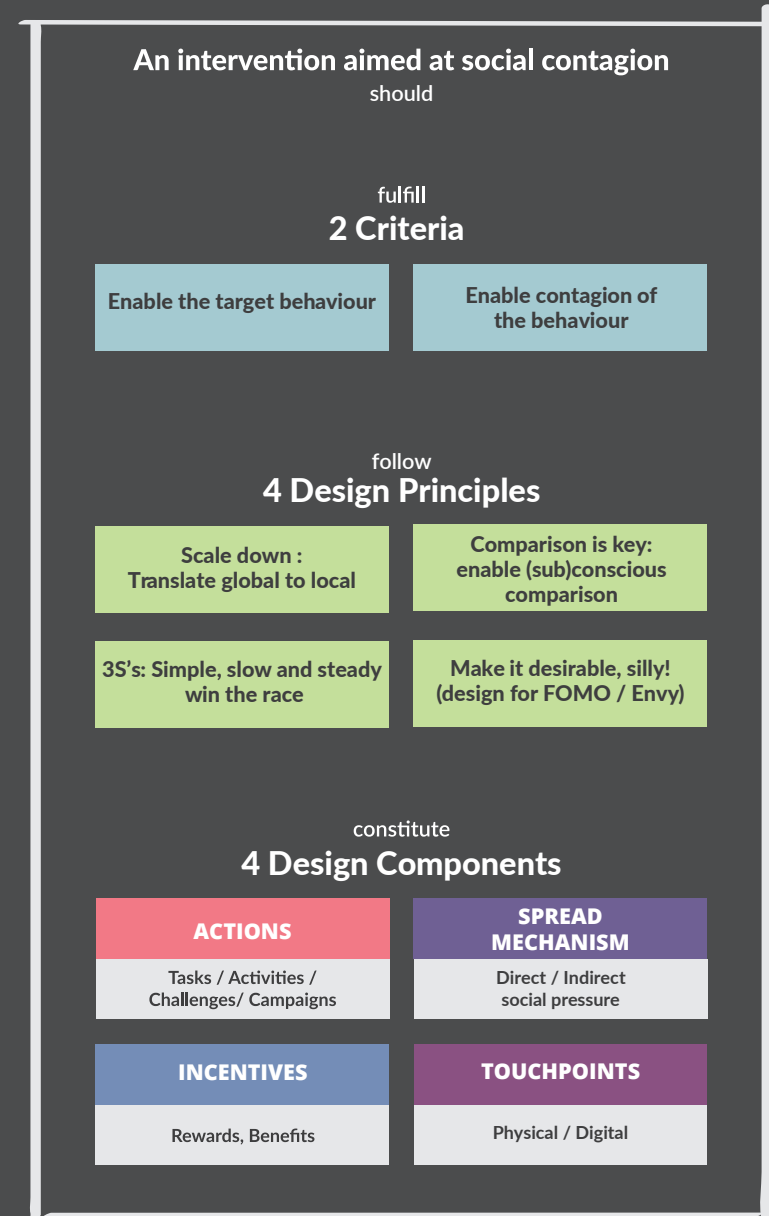 An intervention aimed at social contagion
should
fulfill
2 Criteria
Enable the target behaviour
Enable contagion of
the behaviour
follow
4 Design Principles
Scale down :
Translate global to local
Comparison is key:
enable (sub)conscious
comparison
3S's: Simple, slow and steady
win the race
Make it desirable, silly!
(design for FOMO / Envy)
constitute
4 Design Components
ACTIONS
Tasks / Activities /
Challenges/ Campaigns
SPREAD
MECHANISM
Direct / Indirect
social pressure
INCENTIVES
Rewards, Benefits
TOUCHPOINTS
Physical / Digital